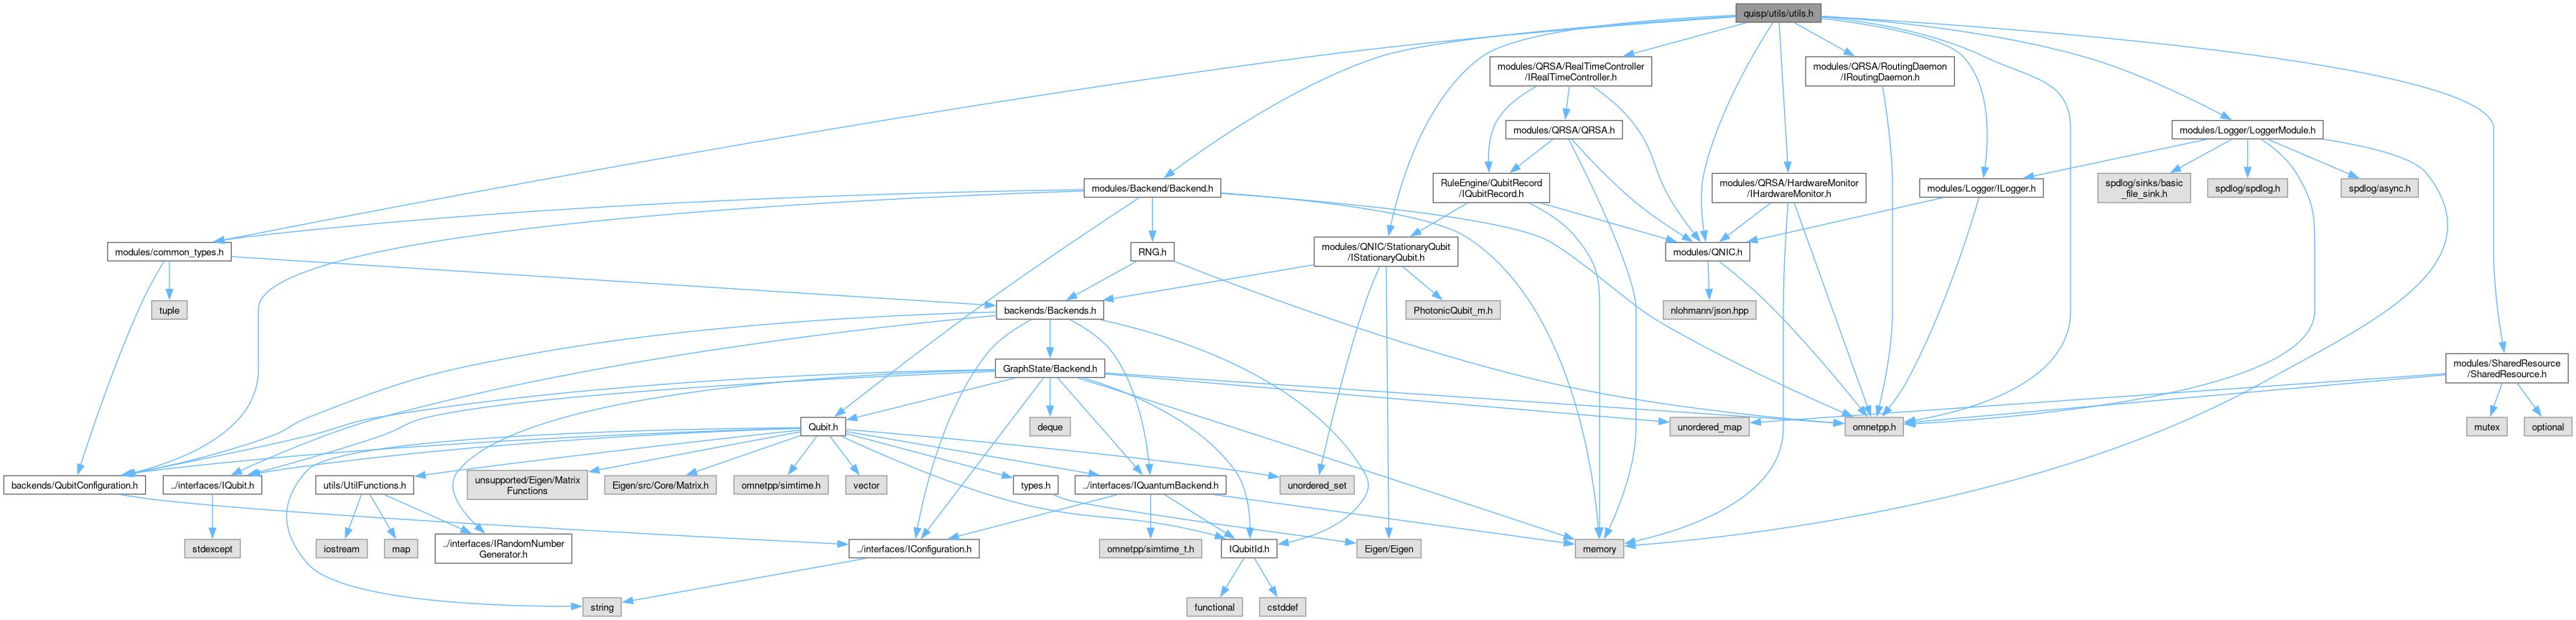 quisp/utils/utils.h
modules/QRSA/RealTimeController
/IRealTimeController.h
modules/QRSA/RoutingDaemon
/IRoutingDaemon.h
modules/QRSA/QRSA.h
modules/Logger/LoggerModule.h
modules/Backend/Backend.h
RuleEngine/QubitRecord
/IQubitRecord.h
modules/QRSA/HardwareMonitor
/IHardwareMonitor.h
modules/Logger/ILogger.h
spdlog/sinks/basic
_file_sink.h
spdlog/spdlog.h
spdlog/async.h
modules/common_types.h
RNG.h
modules/QNIC/StationaryQubit
/IStationaryQubit.h
modules/QNIC.h
tuple
backends/Backends.h
PhotonicQubit_m.h
nlohmann/json.hpp
GraphState/Backend.h
modules/SharedResource
/SharedResource.h
Qubit.h
deque
unordered_map
omnetpp.h
mutex
optional
backends/QubitConfiguration.h
../interfaces/IQubit.h
utils/UtilFunctions.h
unsupported/Eigen/Matrix
Functions
Eigen/src/Core/Matrix.h
omnetpp/simtime.h
vector
types.h
../interfaces/IQuantumBackend.h
unordered_set
stdexcept
iostream
map
../interfaces/IRandomNumber
Generator.h
../interfaces/IConfiguration.h
omnetpp/simtime_t.h
IQubitId.h
Eigen/Eigen
memory
string
functional
cstddef